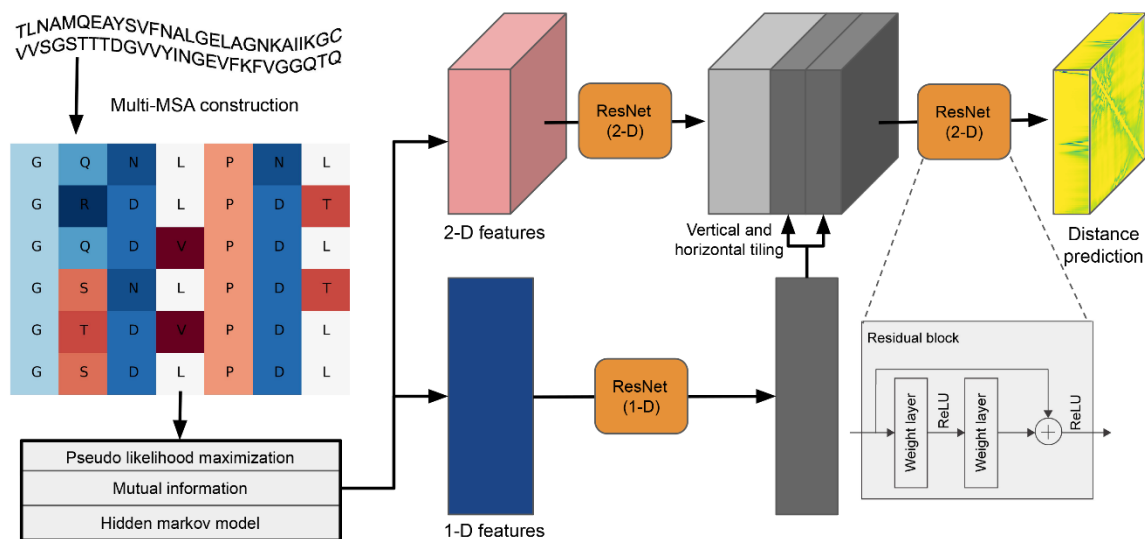 TLNAMQEAYSVFNALGELAGNKAIIKGC
VVSGSTTTDGVVYINGEVFKFVGGQTQ
Multi-MSA construction
G Q N L P N L
G R D L P D T
G Q D V P D L
G S N L P D T
G T D V P D L
G S D L P D L
Pseudo likelihood maximization
Mutual information
Hidden markov model
2-D features
ResNet
(2-D)
Vertical and
horizontal tiling
ResNet
(2-D)
Distance
prediction
1-D features
ResNet
(1-D)
Residual block
Weight layer
ReLU
Weight layer
+
ReLU